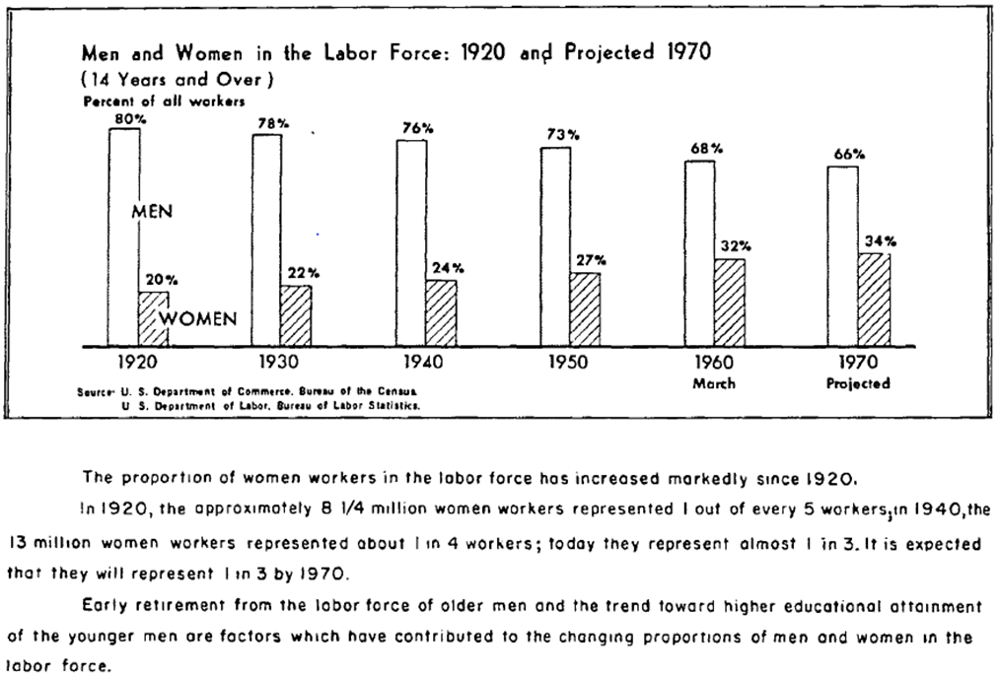 Men and Women in the Labor Force: 1920 and Projected 1970
(14 Years and Over)
Percent of all workers
80% 78% 76% 73% 68% 66%
MEN
20% 22% 24% 27% 32% 34%
WOMEN
1920 1930 1940 1950 1960 1970
March Projected
Source: U. S. Department of Commerce, Bureau of the Census.
U S. Department of Labor, Bureau of Labor Statistics.
The proportion of women workers in the labor force has increased markedly since 1920.
In 1920, the approximately 8 1/4 million women workers represented 1 out of every 5 workers; in 1940, the
13 million women workers represented about 1 in 4 workers; today they represent almost 1 in 3. It is expected
that they will represent 1 in 3 by 1970.
Early retirement from the labor force of older men and the trend toward higher educational attainment
of the younger men are factors which have contributed to the changing proportions of men and women in the
labor force.